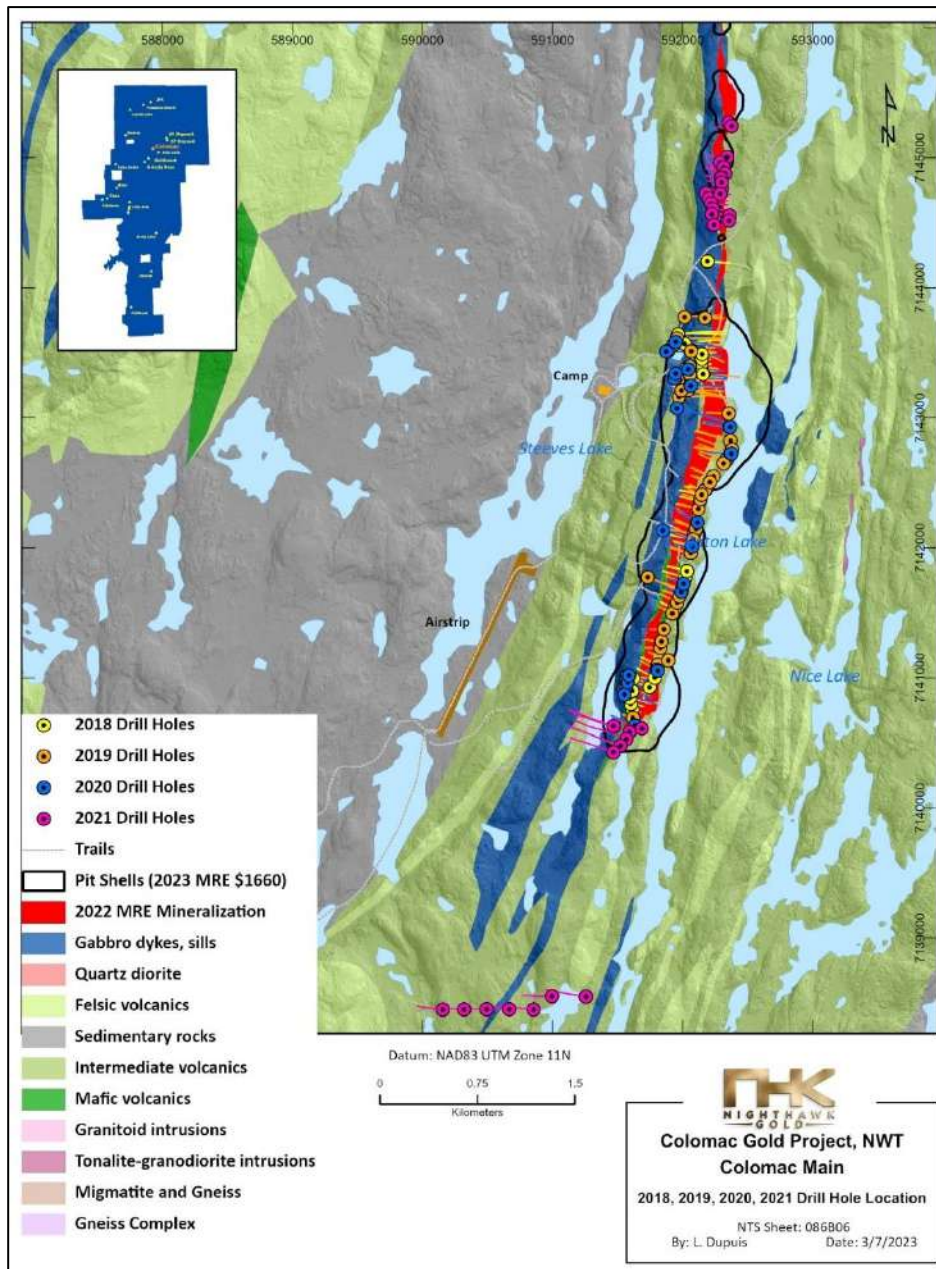 588000
589000
590000
591000
592000
593000
7145000
7144000
7143000
7142000
7141000
7140000
7139000
N
Camp
Steeves Lake
ton Lake
Airstrip
Nice Lake
2018 Drill Holes
2019 Drill Holes
2020 Drill Holes
2021 Drill Holes
Trails
Pit Shells (2023 MRE $1660)
2022 MRE Mineralization
Gabbro dykes, sills
Quartz diorite
Felsic volcanics
Sedimentary rocks
Intermediate volcanics
Mafic volcanics
Granitoid intrusions
Tonalite-granodiorite intrusions
Migmatite and Gneiss
Gneiss Complex
Datum: NAD83 UTM Zone 11N
0 0.75 1.5
Kilometers
NHK
NIGHTHAWK
GOLD
Colomac Gold Project, NWT
Colomac Main
2018, 2019, 2020, 2021 Drill Hole Location
NTS Sheet: 086B06
By: L. Dupuis Date: 3/7/2023